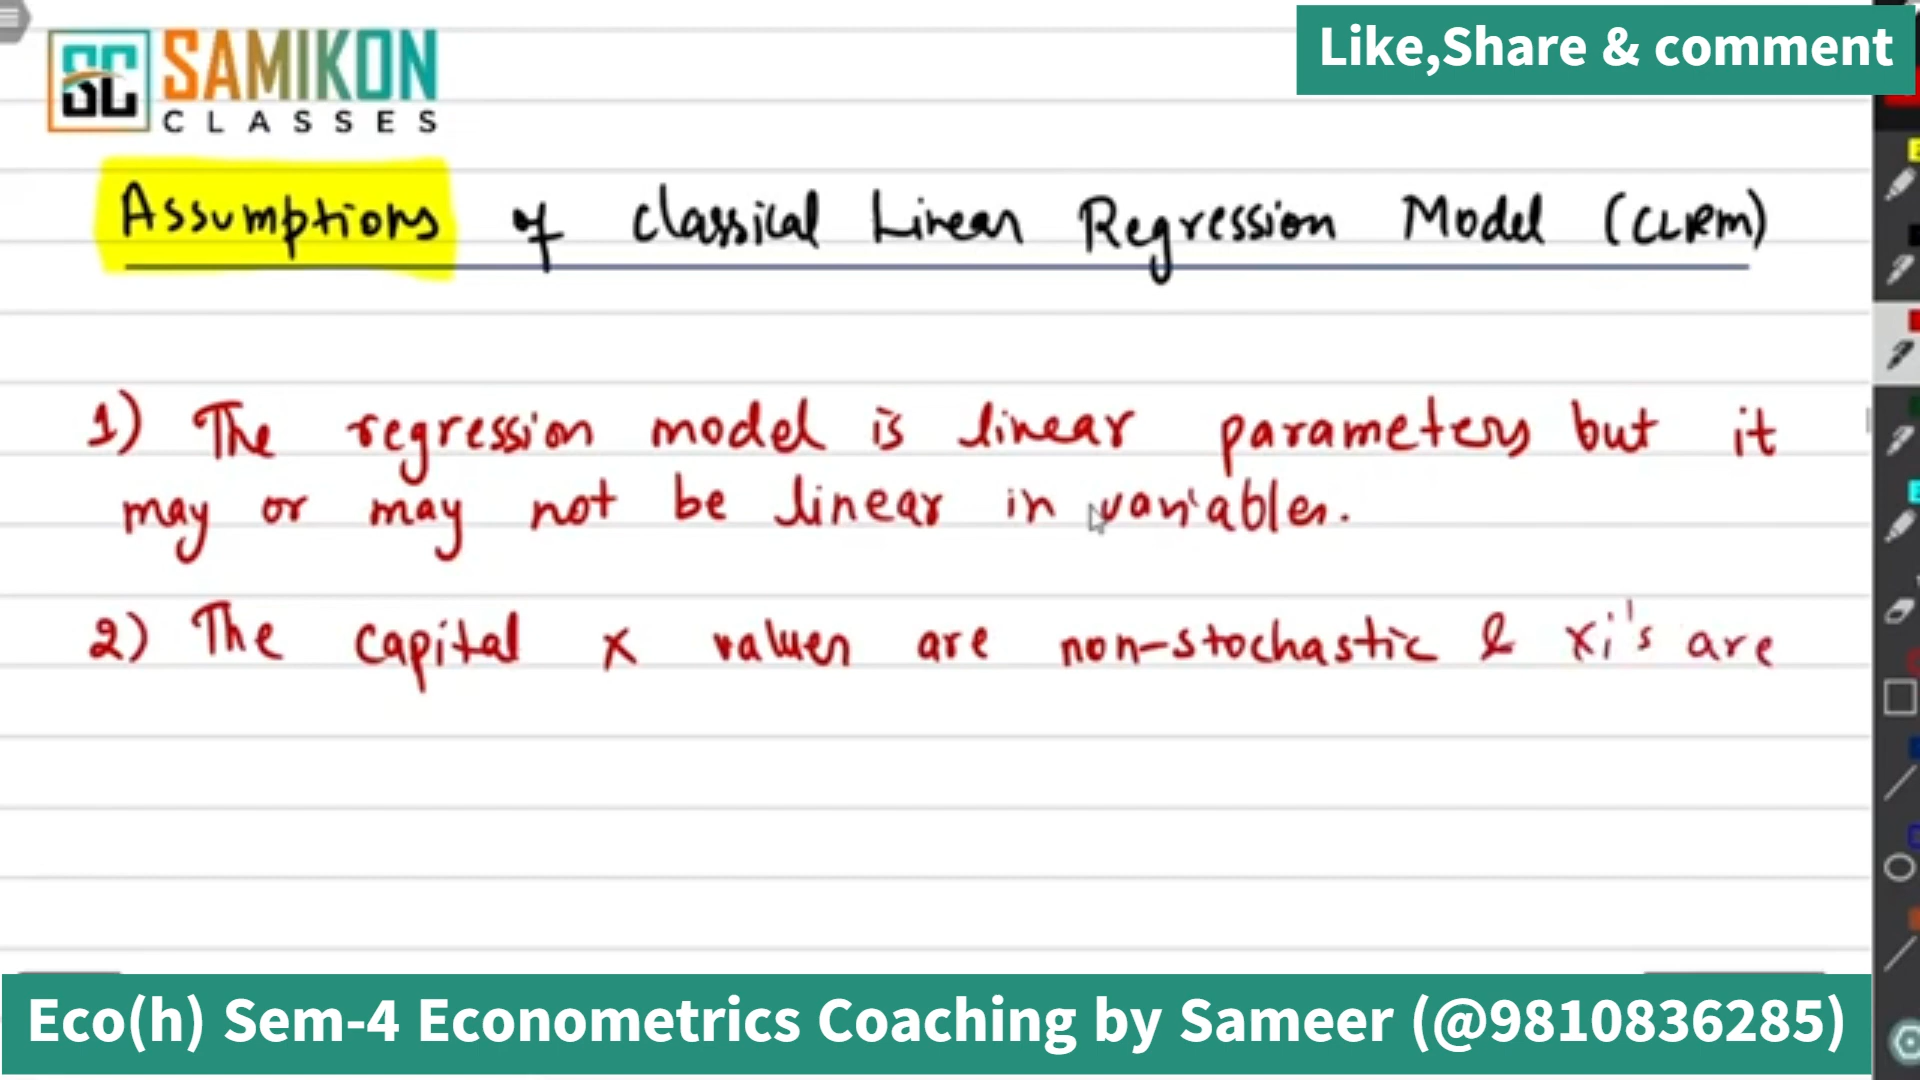 SC SAMIKON
CLASSES
Like,Share & comment
Assumptions of Classical Linear Regression Model (CLRM)
1) The regression model is linear parameters but it
may or may not be linear in variables.
2) The capital x values are non-stochastic & xi's are
Eco(h) Sem-4 Econometrics Coaching by Sameer (@9810836285)